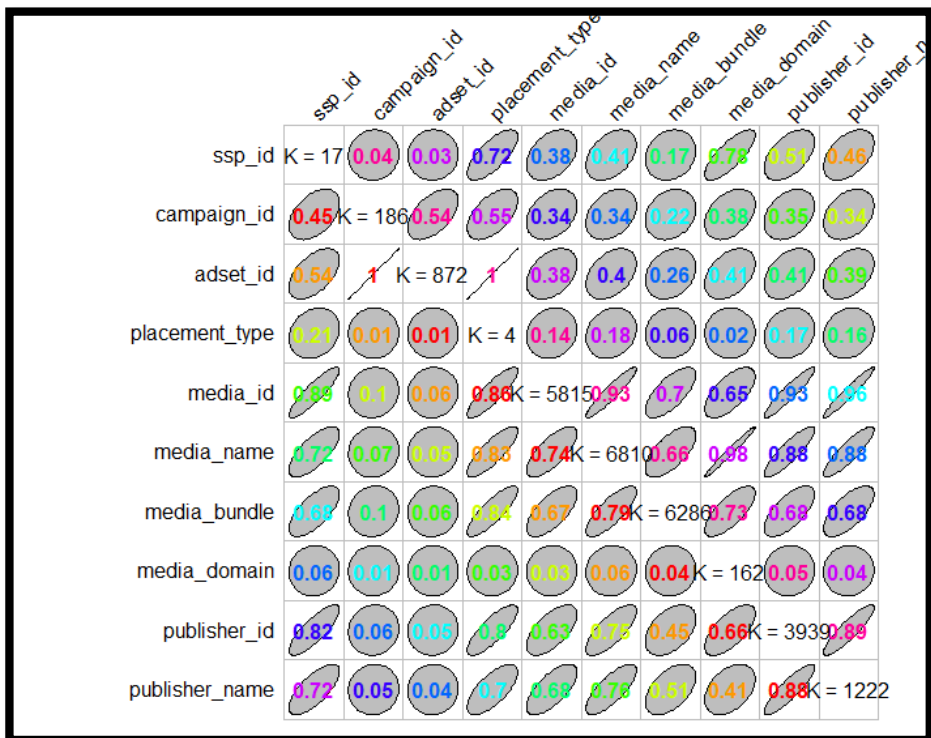 ssp_id campaign_id adset_id placement_type media_id media_name media_bundle media_domain publisher_id publisher_n
ssp_id K = 17 0.04 0.03 0.72 0.38 0.41 0.17 0.78 0.51 0.46
campaign_id 0.45 K = 186 0.54 0.55 0.34 0.34 0.22 0.38 0.35 0.34
adset_id 0.54 1 K = 872 1 0.38 0.4 0.26 0.41 0.41 0.39
placement_type 0.21 0.01 0.01 K = 4 0.14 0.18 0.06 0.02 0.17 0.16
media_id 0.89 0.1 0.06 0.86 K = 5815 0.93 0.7 0.65 0.93 0.96
media_name 0.72 0.07 0.05 0.83 0.74 K = 6810 0.66 0.98 0.88 0.88
media_bundle 0.68 0.1 0.06 0.84 0.67 0.79 K = 6286 0.73 0.68 0.68
media_domain 0.06 0.01 0.01 0.03 0.03 0.06 0.04 K = 162 0.05 0.04
publisher_id 0.82 0.06 0.05 0.8 0.63 0.75 0.45 0.66 K = 3939 0.89
publisher_name 0.72 0.05 0.04 0.7 0.68 0.76 0.51 0.41 0.88 K = 1222